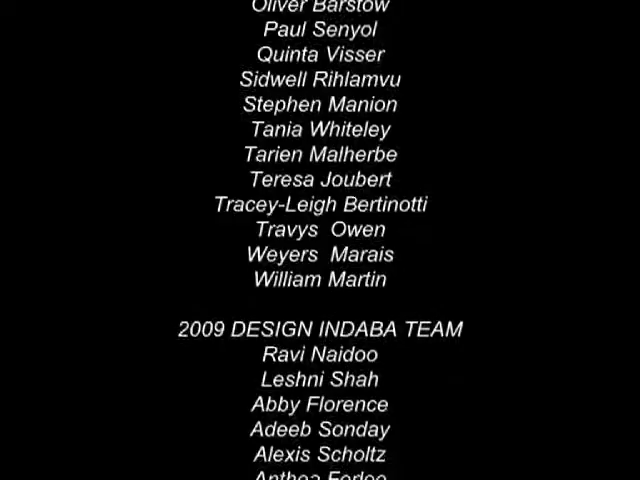 Oliver Barstow
Paul Senyol
Quinta Visser
Sidwell Rihlamvu
Stephen Manion
Tania Whiteley
Tarien Malherbe
Teresa Joubert
Tracey-Leigh Bertinotti
Travys  Owen
Weyers  Marais
William Martin
2009 DESIGN INDABA TEAM
Ravi Naidoo
Leshni Shah
Abby Florence
Adeeb Sonday
Alexis Scholtz
Anthea